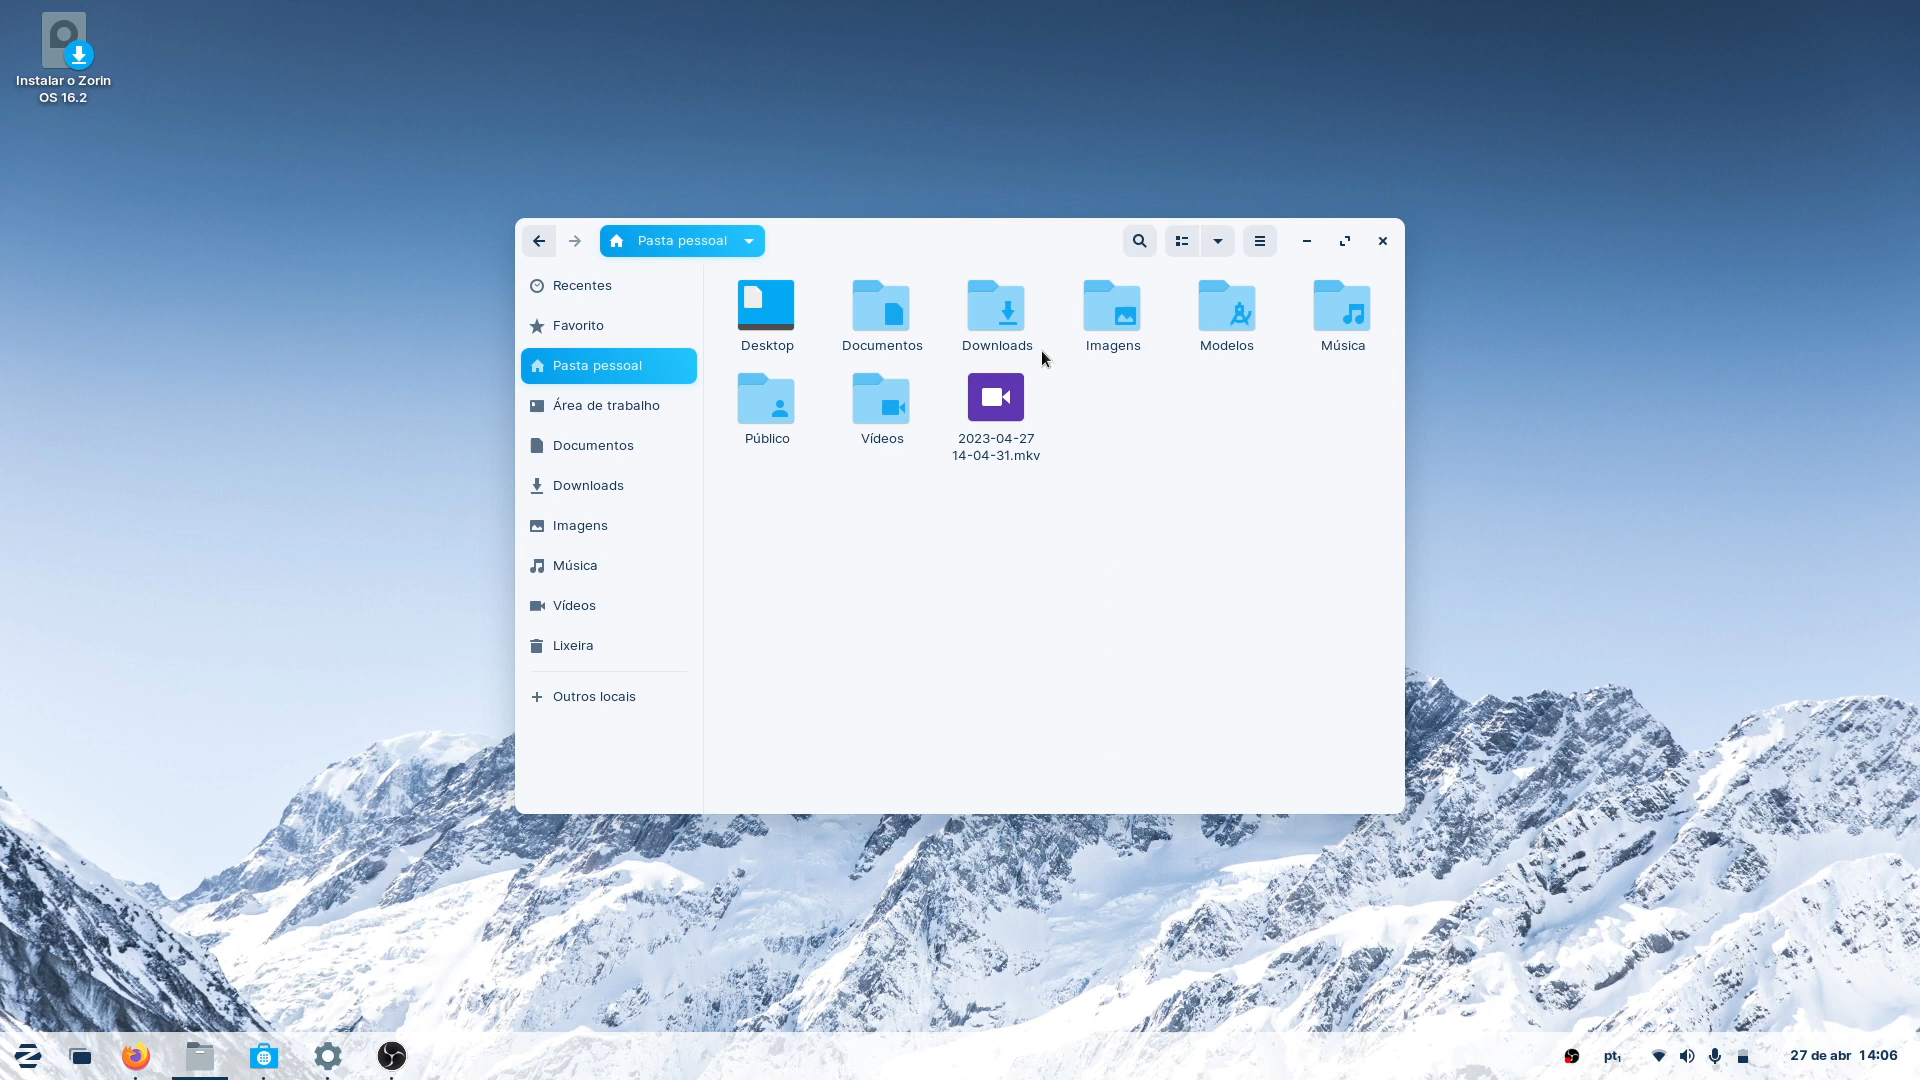 Instalar o Zorin
OS 16.2
Pasta pessoal
Recentes
Favorito
Pasta pessoal
Área de trabalho
Documentos
Downloads
Imagens
Música
Vídeos
Lixeira
Outros locais
Desktop
Documentos
Downloads
Imagens
Modelos
Música
Público
Vídeos
2023-04-27
14-04-31.mkv
pt₁
27 de abr 14:06